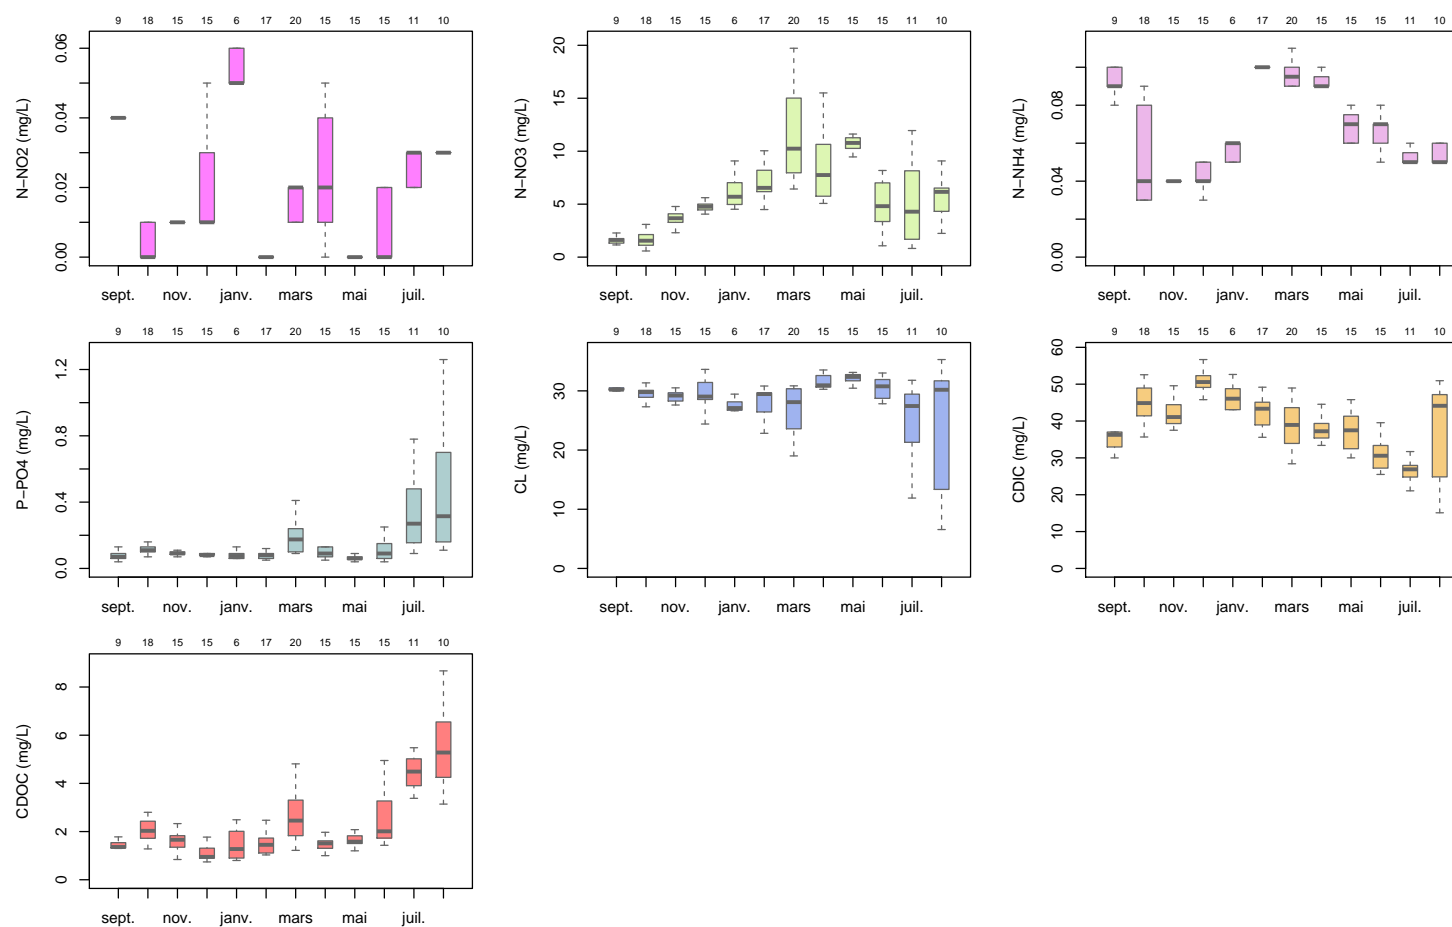 9 18 15 15 6 17 20 15 15 15 11 10
N−NO2 (mg/L)
0.06
0.04
0.02
0.00
sept. nov. janv. mars mai juil.
9 18 15 15 6 17 20 15 15 15 11 10
N−NO3 (mg/L)
20
15
10
5
0
sept. nov. janv. mars mai juil.
9 18 15 15 6 17 20 15 15 11 10
N−NH4 (mg/L)
0.08
0.04
0.00
sept. nov. janv. mars mai juil.
9 18 15 15 6 17 20 15 15 15 11 10
P−PO4 (mg/L)
1.2
0.8
0.4
0.0
sept. nov. janv. mars mai juil.
9 18 15 15 6 17 20 15 15 15 11 10
CL (mg/L)
30
20
10
0
sept. nov. janv. mars mai juil.
9 18 15 15 6 17 20 15 15 15 11 10
CDIC (mg/L)
60
50
40
30
20
10
0
sept. nov. janv. mars mai juil.
9 18 15 15 6 17 20 15 15 15 11 10
CDOC (mg/L)
8
6
4
2
0
sept. nov. janv. mars mai juil.